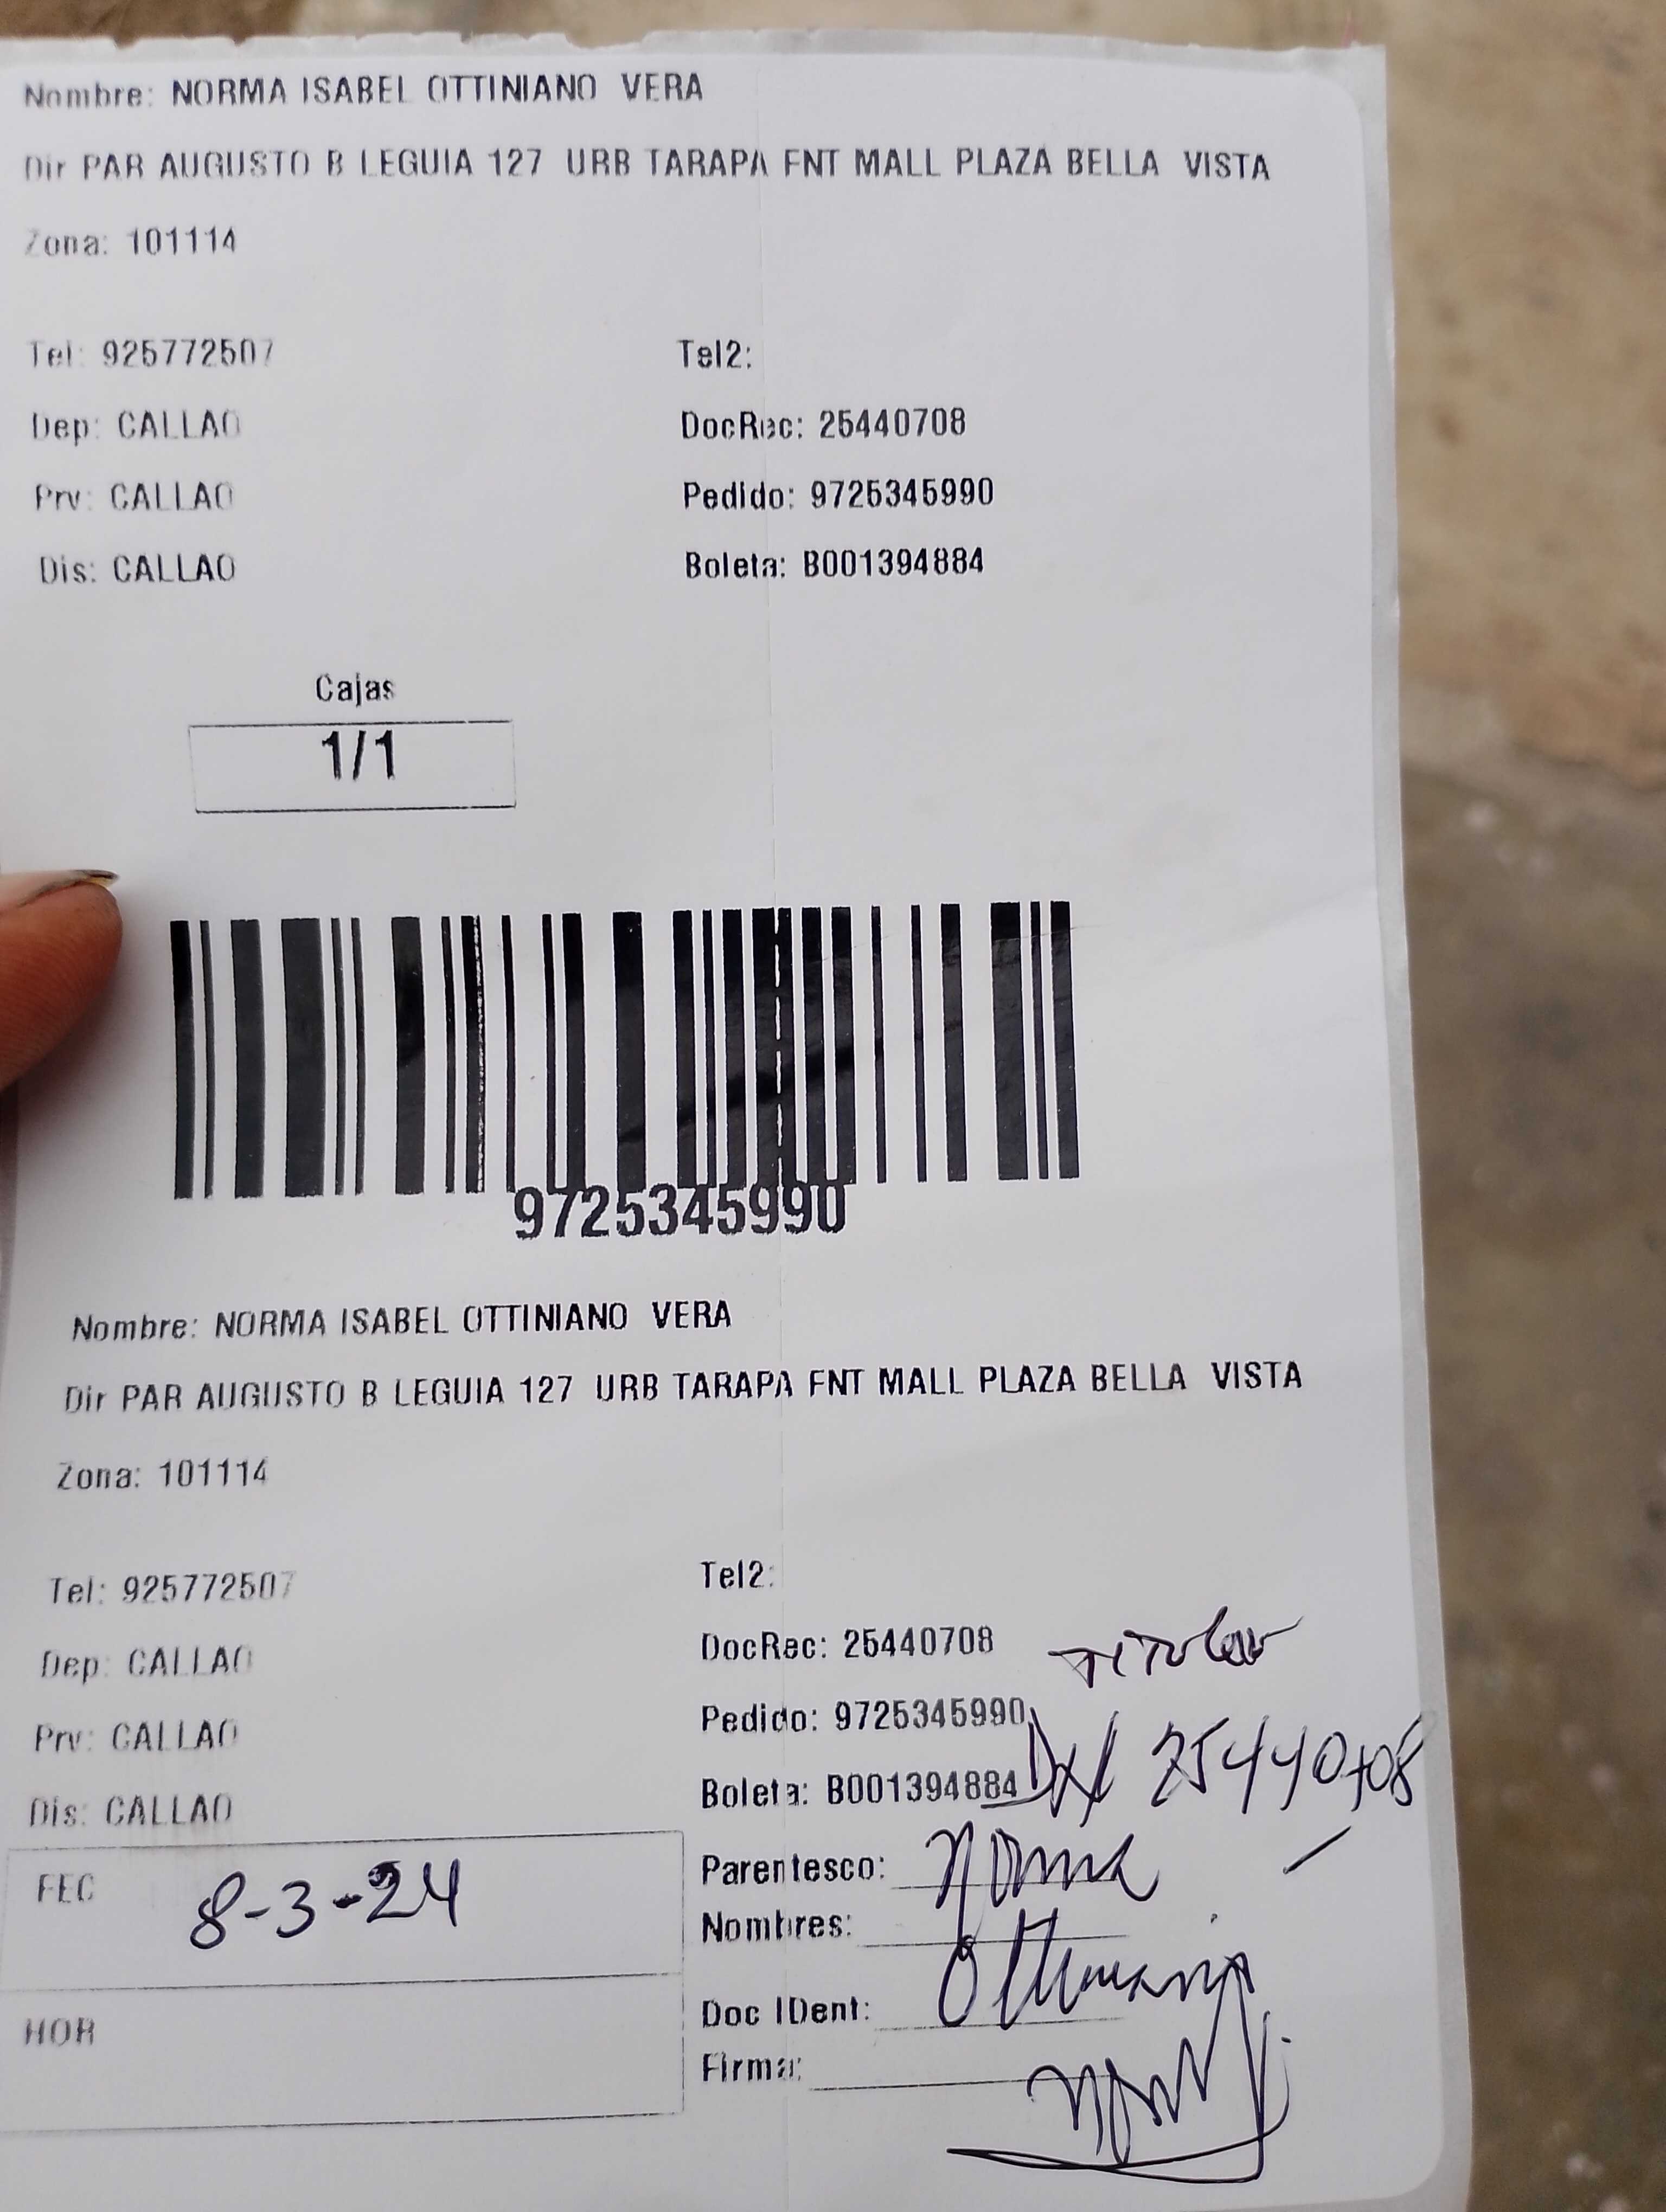 Nombre: NORMA ISABEL OTTINIANO VERA
Dir PAR AUGUSTO B LEGUIA 127 URB TARAPA FNT MALL PLAZA BELLA VISTA
Zona: 101114
Tel: 925772507 Tel2:
Dep: CALLAO DocRec: 25440708
Prv: CALLAO Pedido: 9725345990
Dis: CALLAO Boleta: B001394884
Cajas
1/1
9725345990
Nombre: NORMA ISABEL OTTINIANO VERA
Dir PAR AUGUSTO B LEGUIA 127 URB TARAPA FNT MALL PLAZA BELLA VISTA
Zona: 101114
Tel: 925772507 Tel2:
Dep: CALLAO DocRec: 25440708 Titular
Prv: CALLAO Pedido: 9725345990
Dis: CALLAO Boleta: B001394884 25440708
FEC 8-3-24 Parentesco: Norma
Nombres:
Ottiniano
HOR Doc IDent:
Firma: